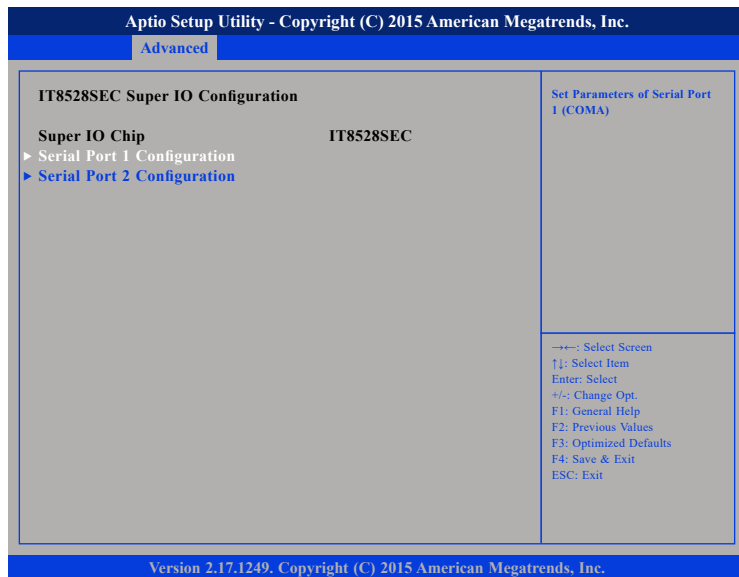 Aptio Setup Utility - Copyright (C) 2015 American Megatrends, Inc.
Advanced
IT8528SEC Super IO Configuration
Super IO Chip IT8528SEC
▶ Serial Port 1 Configuration
▶ Serial Port 2 Configuration
Set Parameters of Serial Port
1 (COMA)
→←: Select Screen
↑↓: Select Item
Enter: Select
+/-: Change Opt.
F1: General Help
F2: Previous Values
F3: Optimized Defaults
F4: Save & Exit
ESC: Exit
Version 2.17.1249. Copyright (C) 2015 American Megatrends, Inc.